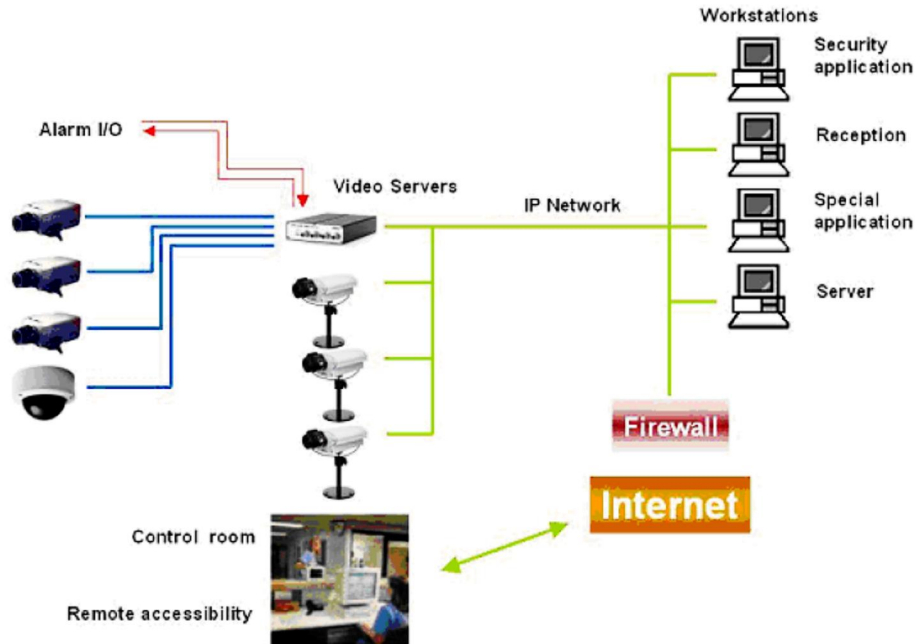 Workstations
Security
application
Alarm I/O
Reception
Video Servers
IP Network
Special
application
Server
Firewall
Internet
Control room
Remote accessibility